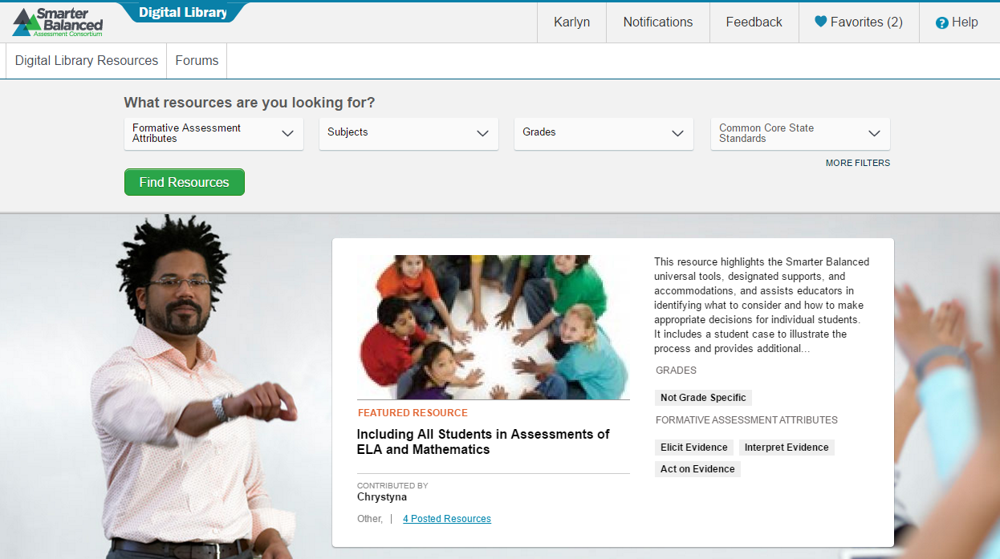 Smarter
Balanced
Assessment Consortium
Digital Library
Karlyn
Notifications
Feedback
Favorites (2)
? Help
Digital Library Resources
Forums
What resources are you looking for?
Formative Assessment
Attributes
Subjects
Grades
Common Core State
Standards
MORE FILTERS
Find Resources
FEATURED RESOURCE
Including All Students in Assessments of
ELA and Mathematics
CONTRIBUTED BY
Chrystyna
Other, | 4 Posted Resources
This resource highlights the Smarter Balanced
universal tools, designated supports, and
accommodations, and assists educators in
identifying what to consider and how to make
appropriate decisions for individual students.
It includes a student case to illustrate the
process and provides additional...
GRADES
Not Grade Specific
FORMATIVE ASSESSMENT ATTRIBUTES
Elicit Evidence
Interpret Evidence
Act on Evidence